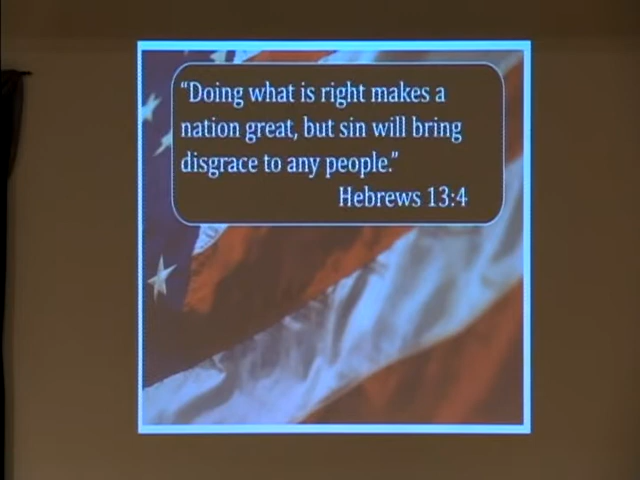 “Doing what is right makes a
nation great, but sin will bring
disgrace to any people.”
Hebrews 13:4